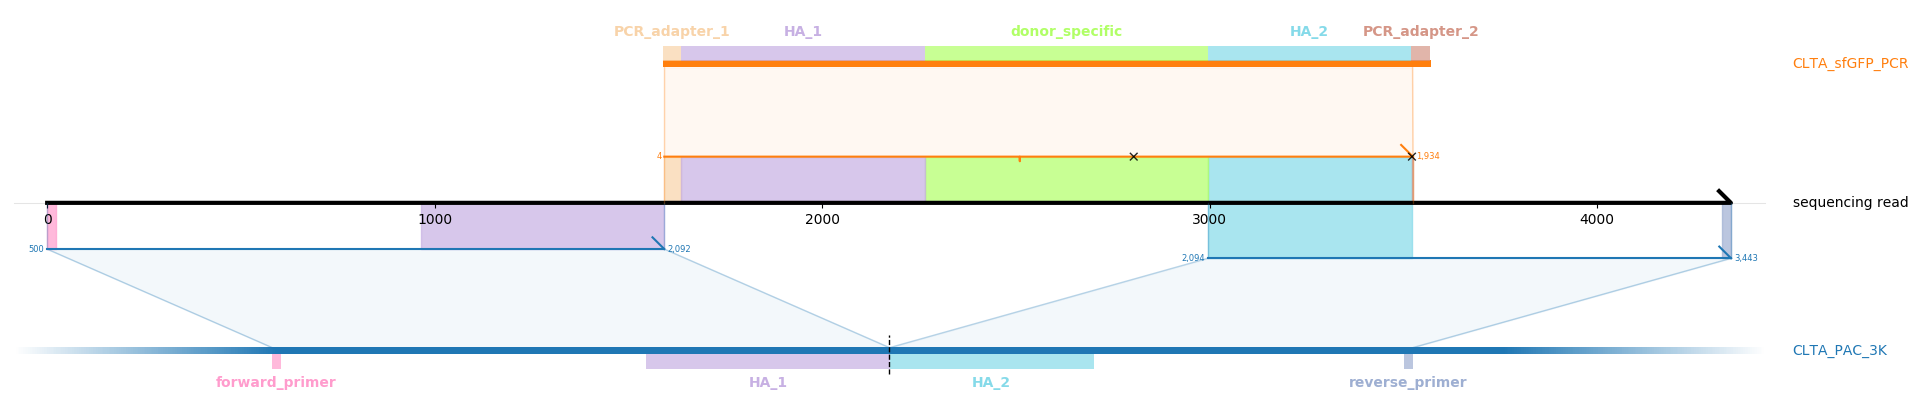 PCR_adapter_1 HA_1 donor_specific HA_2 PCR_adapter_2
CLTA_sfGFP_PCR
4 1,934
sequencing read
0 1000 2000 3000 4000
500 2,092
2,094 3,443
CLTA_PAC_3K
forward_primer HA_1 HA_2 reverse_primer